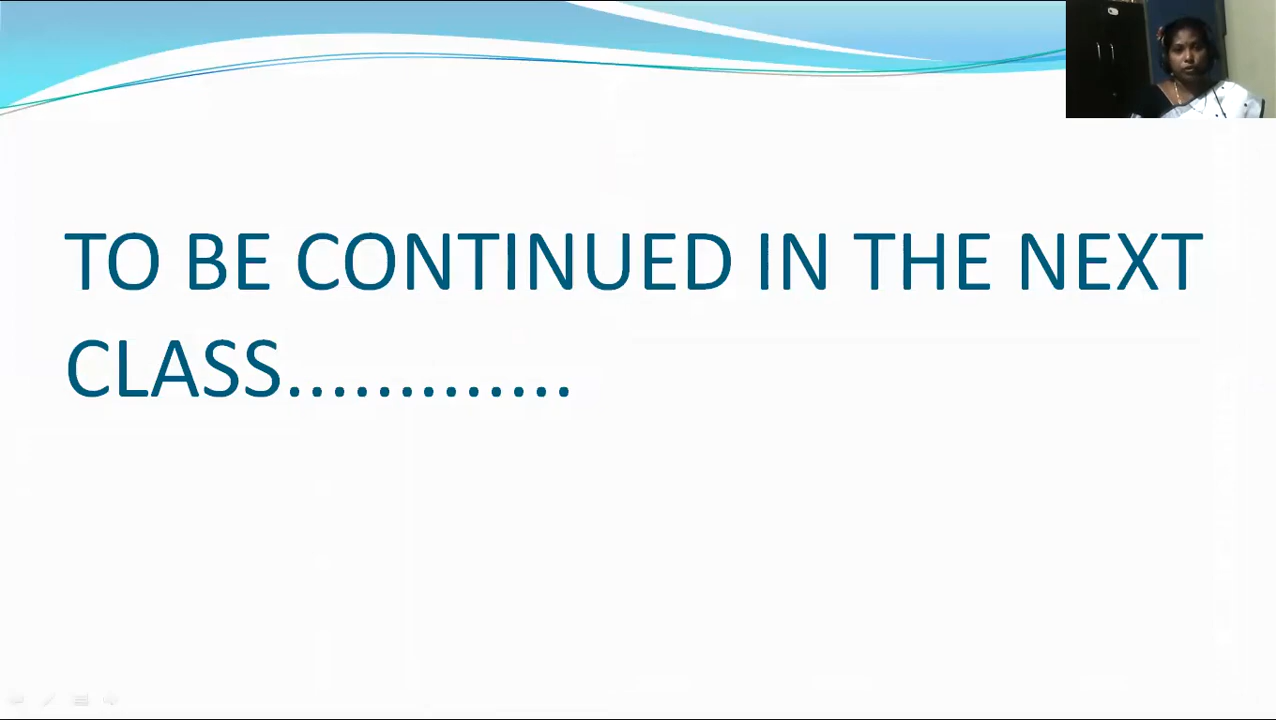 TO BE CONTINUED IN THE NEXT
CLASS.............